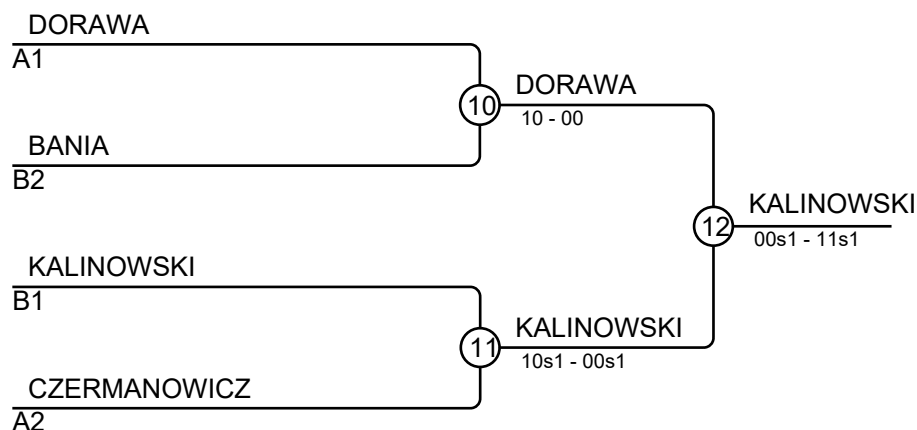 DORAWA
A1
10
DORAWA
10 - 00
BANIA
B2
12
KALINOWSKI
00s1 - 11s1
KALINOWSKI
B1
11
KALINOWSKI
10s1 - 00s1
CZERMANOWICZ
A2